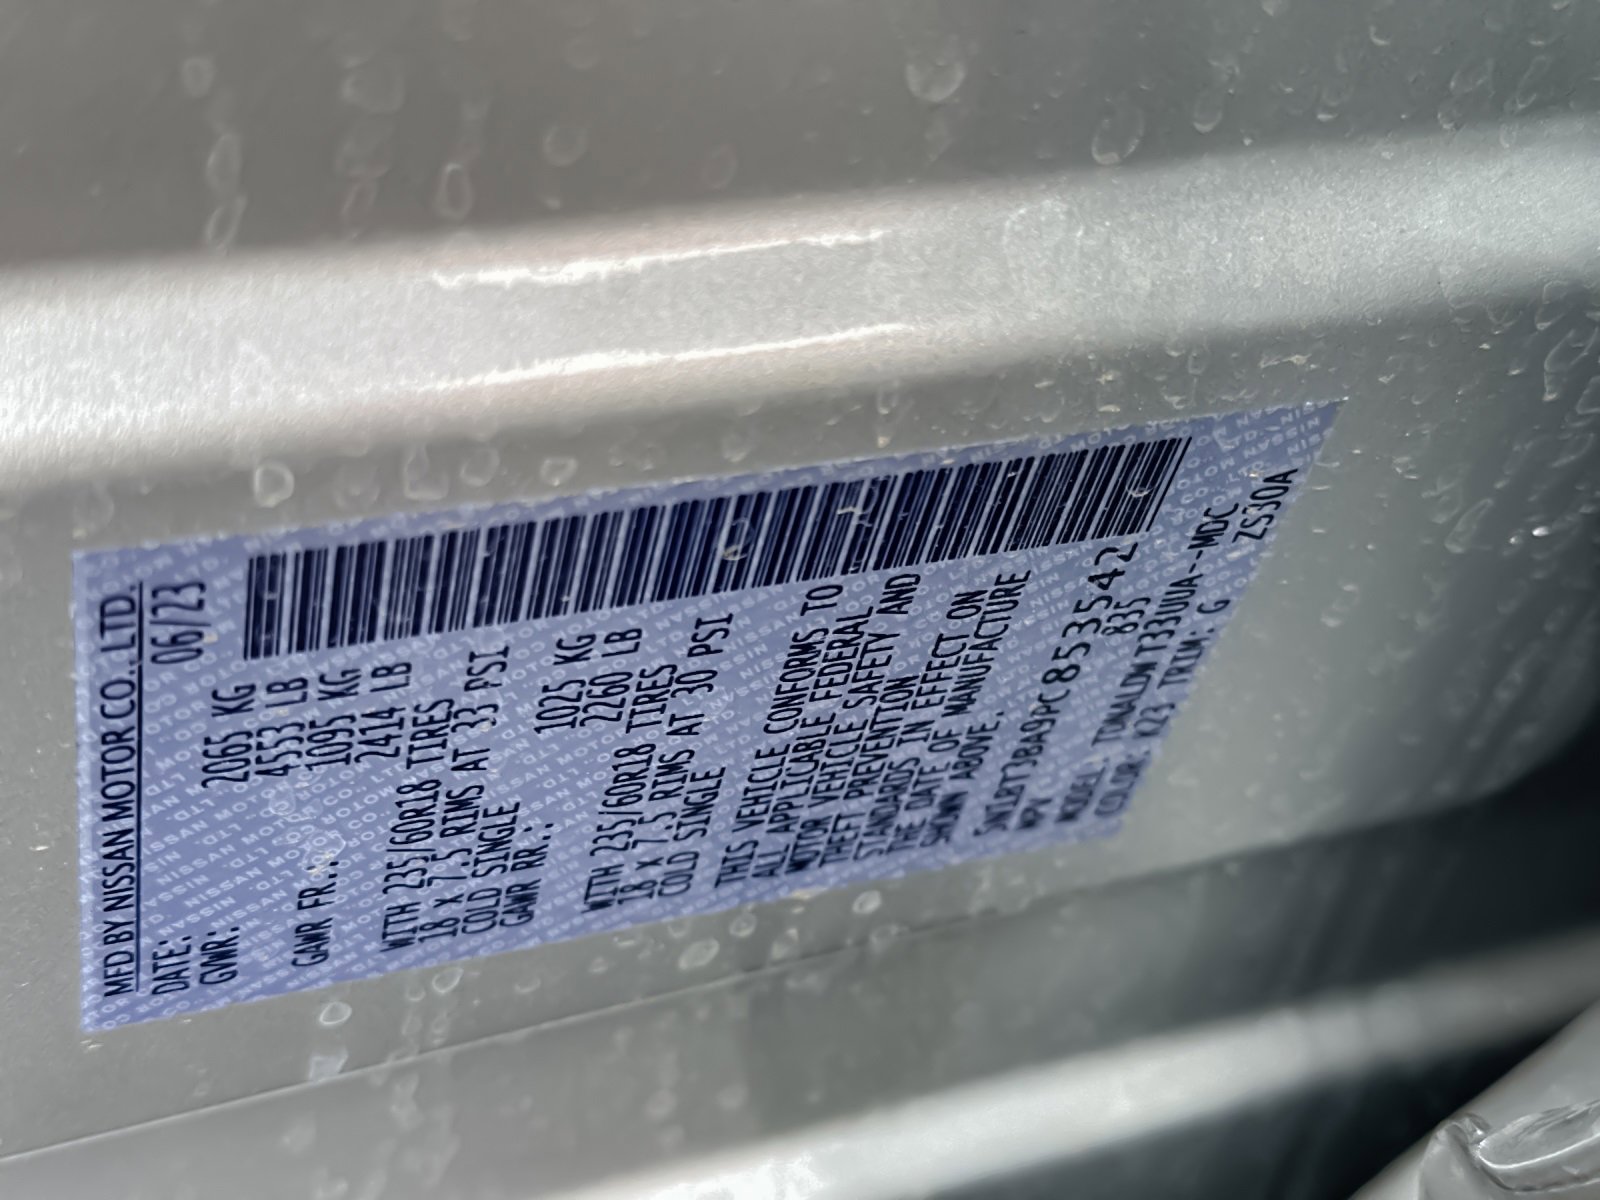 MFD BY NISSAN MOTOR CO., LTD.
DATE: 06/23
GVWR: 2065 KG
4553 LB
GAWR FR.: 1095 KG
2414 LB
WITH 235/60R18 TIRES
18 X 7.5 RIMS AT 33 PSI
COLD SINGLE
GAWR RR.: 1025 KG
2260 LB
WITH 235/60R18 TIRES
18 X 7.5 RIMS AT 30 PSI
COLD SINGLE
THIS VEHICLE CONFORMS TO
ALL APPLICABLE FEDERAL
MOTOR VEHICLE SAFETY AND
THEFT PREVENTION
STANDARDS IN EFFECT ON
THE DATE OF MANUFACTURE
SHOWN ABOVE.
5N1BT3BA9PC853542
MPV 835
MODEL: TDNALDW T33UUA--MDC
COLOR: K23 TRIM: G ZS30A